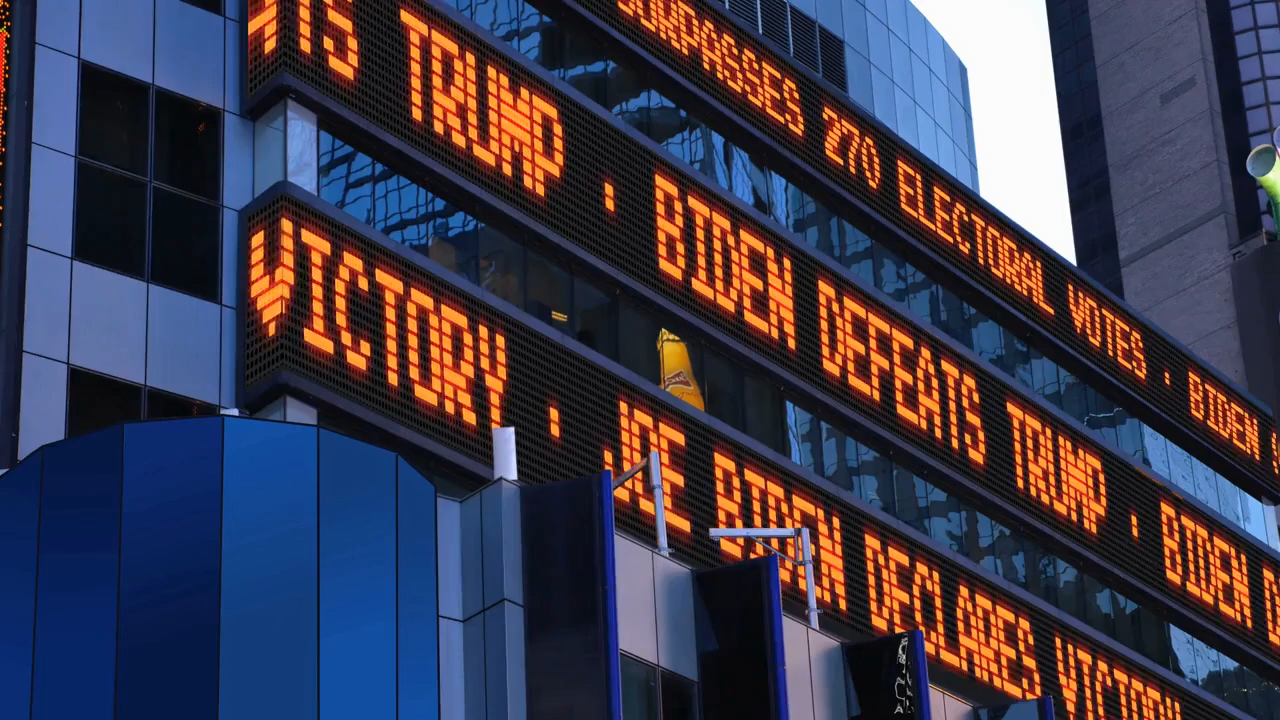 SURPASSES 270 ELECTORAL VOTES · BIDEN
TRUMP · BIDEN DEFEATS TRUMP · BIDEN
VICTORY · JOE BIDEN DECLARES VICTORY